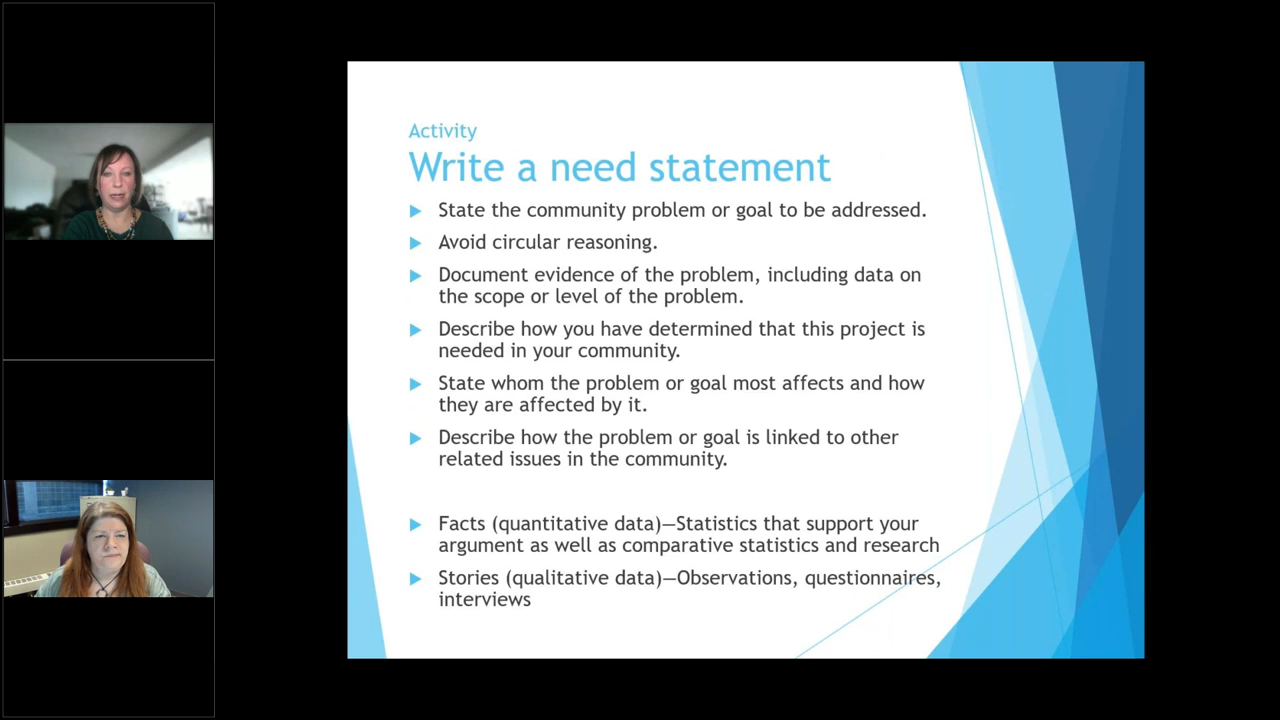 Activity
Write a need statement
State the community problem or goal to be addressed.
Avoid circular reasoning.
Document evidence of the problem, including data on
the scope or level of the problem.
Describe how you have determined that this project is
needed in your community.
State whom the problem or goal most affects and how
they are affected by it.
Describe how the problem or goal is linked to other
related issues in the community.
Facts (quantitative data)—Statistics that support your
argument as well as comparative statistics and research
Stories (qualitative data)—Observations, questionnaires,
interviews